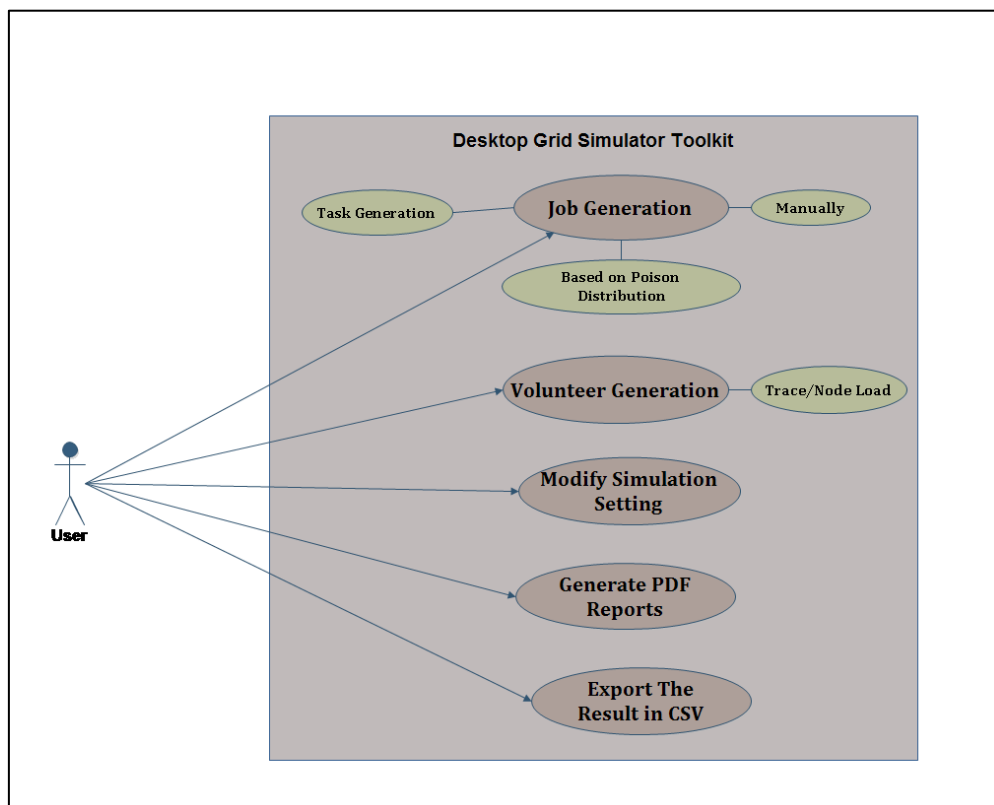 Desktop Grid Simulator Toolkit
Task Generation
Job Generation
Manually
Based on Poison
Distribution
Volunteer Generation
Trace/Node Load
Modify Simulation
Setting
User
Generate PDF
Reports
Export The
Result in CSV